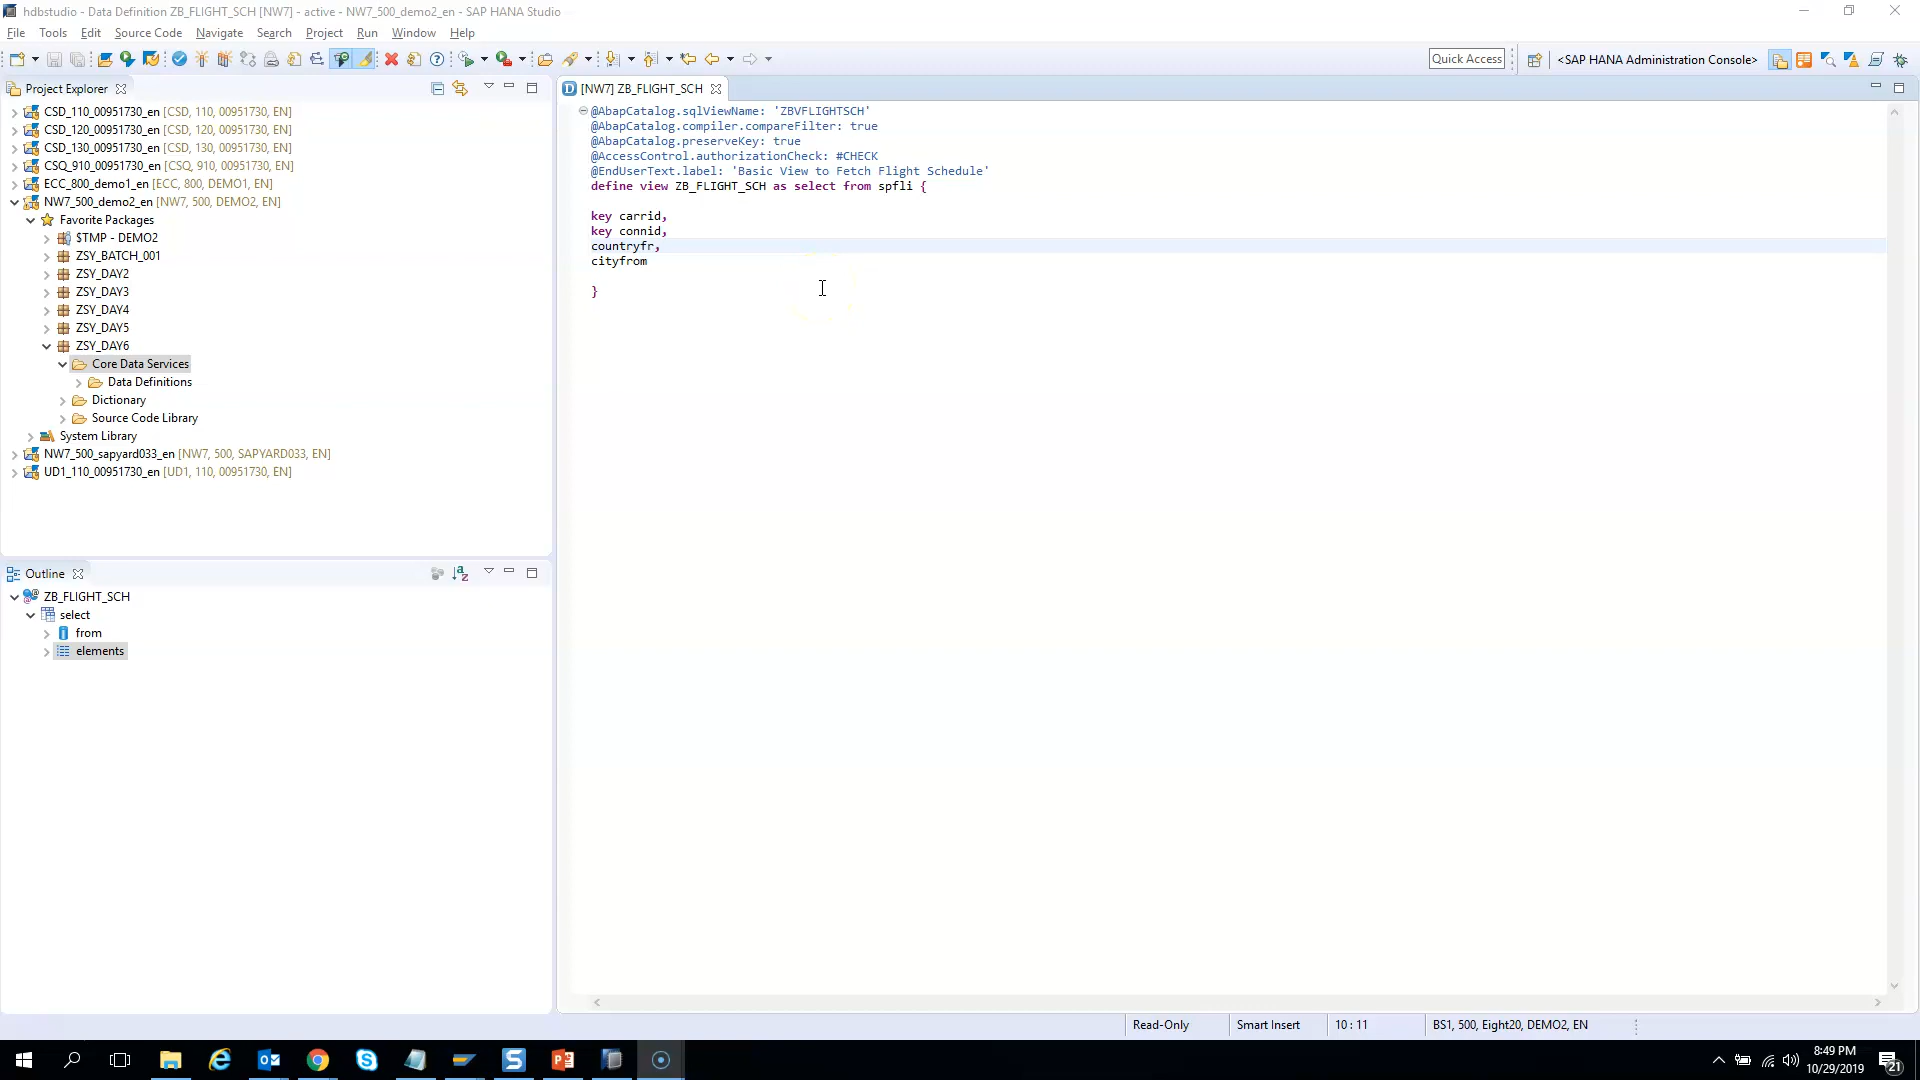 hdbstudio - Data Definition ZB_FLIGHT_SCH [NW7] - active - NW7_500_demo2_en - SAP HANA Studio
File Tools Edit Source Code Navigate Search Project Run Window Help
Quick Access
<SAP HANA Administration Console>
Project Explorer
CSD_110_00951730_en [CSD, 110, 00951730, EN]
CSD_120_00951730_en [CSD, 120, 00951730, EN]
CSD_130_00951730_en [CSD, 130, 00951730, EN]
CSQ_910_00951730_en [CSQ, 910, 00951730, EN]
ECC_800_demo1_en [ECC, 800, DEMO1, EN]
NW7_500_demo2_en [NW7, 500, DEMO2, EN]
Favorite Packages
$TMP - DEMO2
ZSY_BATCH_001
ZSY_DAY2
ZSY_DAY3
ZSY_DAY4
ZSY_DAY5
ZSY_DAY6
Core Data Services
Data Definitions
Dictionary
Source Code Library
System Library
NW7_500_sapyard033_en [NW7, 500, SAPYARD033, EN]
UD1_110_00951730_en [UD1, 110, 00951730, EN]
Outline
ZB_FLIGHT_SCH
select
from
elements
[NW7] ZB_FLIGHT_SCH
@AbapCatalog.sqlViewName: 'ZBVFLIGHTSCH'
@AbapCatalog.compiler.compareFilter: true
@AbapCatalog.preserveKey: true
@AccessControl.authorizationCheck: #CHECK
@EndUserText.label: 'Basic View to Fetch Flight Schedule'
define view ZB_FLIGHT_SCH as select from spfli {
key carrid,
key connid,
countryfr,
cityfrom
}
Read-Only
Smart Insert
10 : 11
BS1, 500, Eight20, DEMO2, EN
8:49 PM
10/29/2019
21